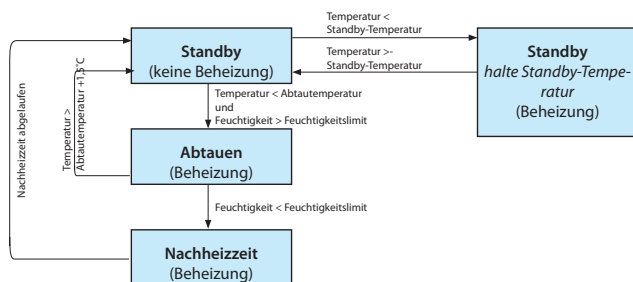 Temperatur <
Standby-Temperatur
Standby
(keine Beheizung)
Temperatur >-
Standby-Temperatur
Standby
halte Standby-Tempe-
ratur
(Beheizung)
Nachheizzeit abgelaufen
Temperatur >
Abtautemperatur +1,5°C
Temperatur < Abtautemperatur
und
Feuchtigkeit > Feuchtigkeitslimit
Abtauen
(Beheizung)
Feuchtigkeit < Feuchtigkeitslimit
Nachheizzeit
(Beheizung)